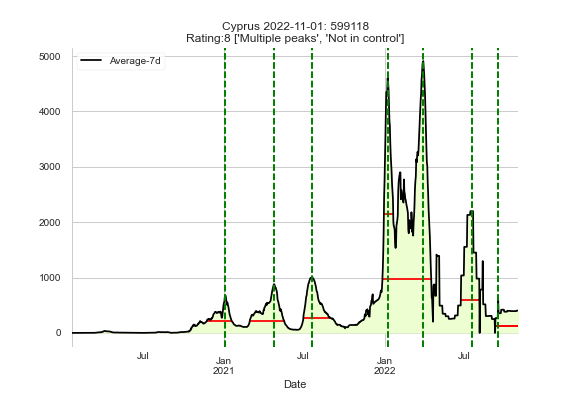 Cyprus 2022-11-01: 599118
Rating:8 ['Multiple peaks', 'Not in control']
Average-7d
5000
4000
3000
2000
1000
0
Jul
Jan
2021
Jul
Jan
2022
Jul
Date